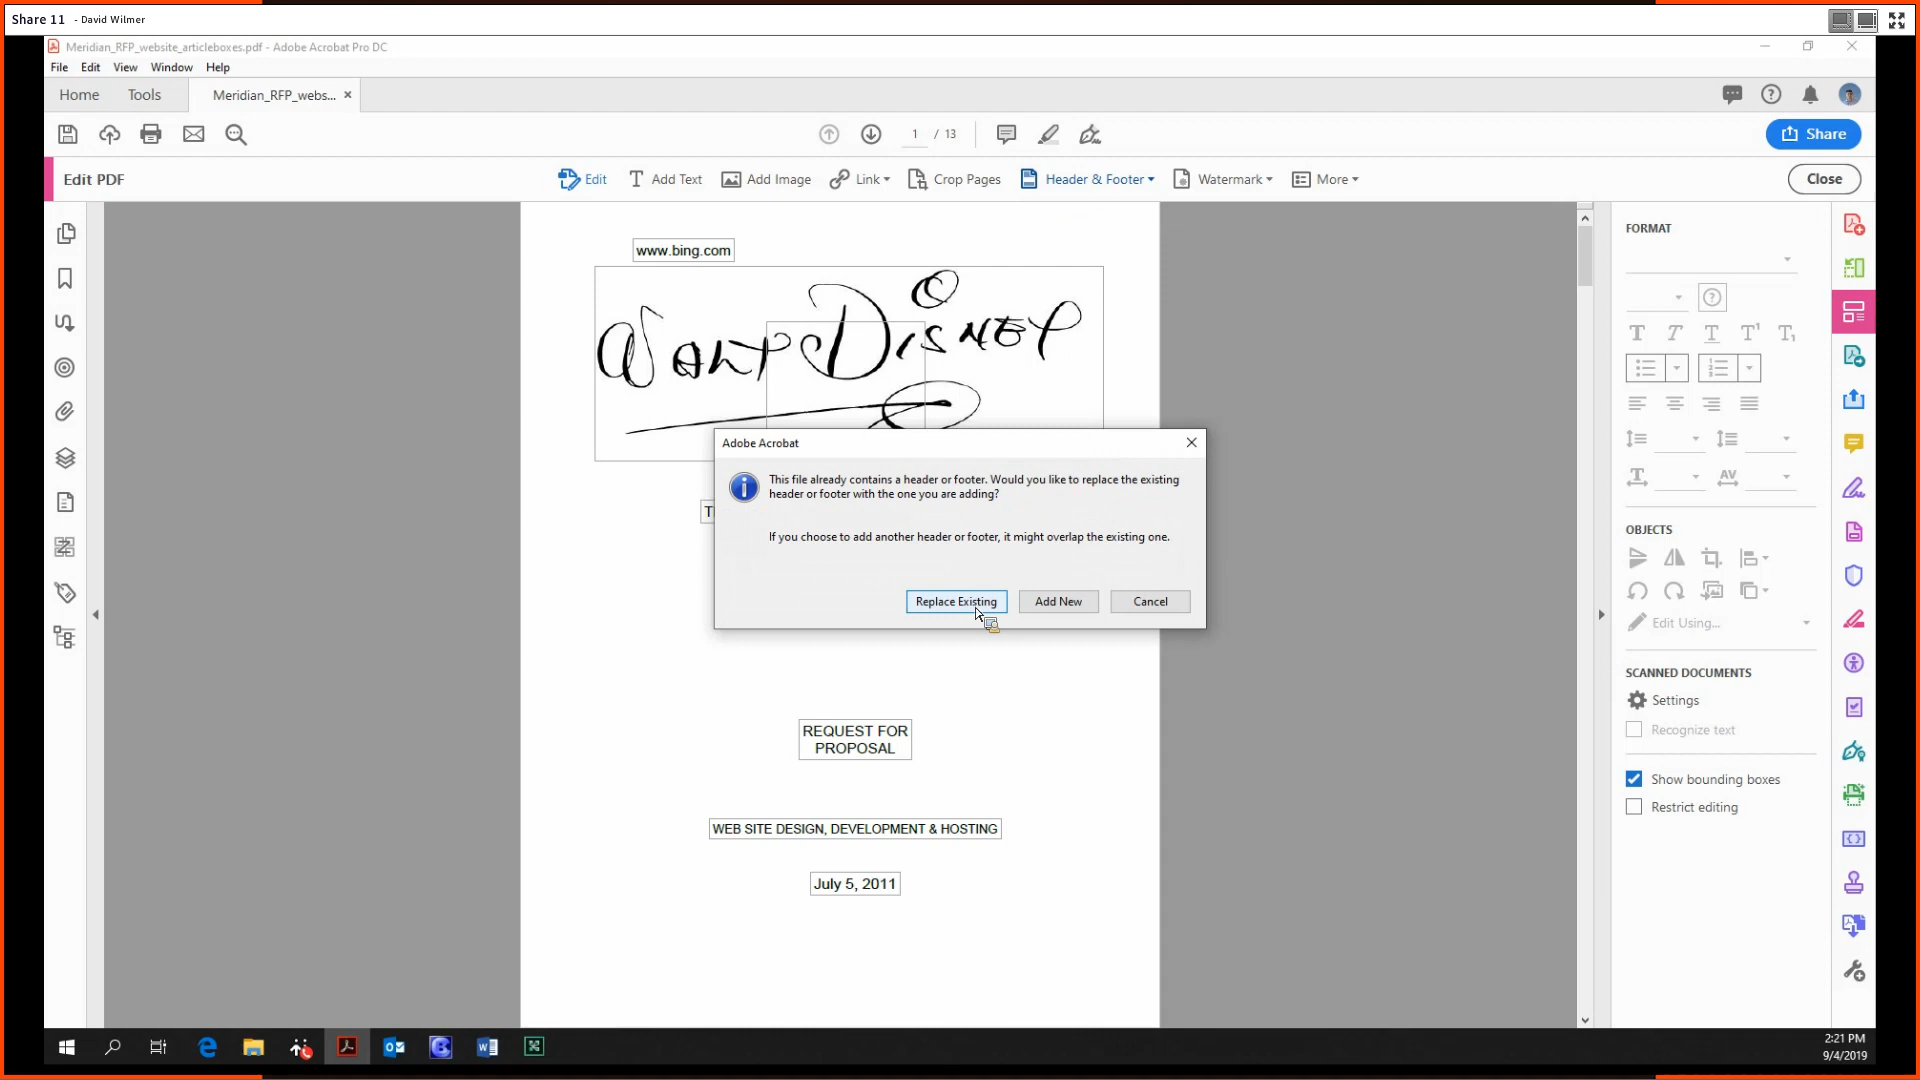 Share 11 - David Wilmer
Meridian_RFP_website_articleboxes.pdf - Adobe Acrobat Pro DC
File Edit View Window Help
Home Tools Meridian_RFP_webs... ×
1 / 13
Share
Edit PDF
Edit Add Text Add Image Link Crop Pages Header & Footer Watermark More
Close
www.bing.com
Walt Disney
Adobe Acrobat
This file already contains a header or footer. Would you like to replace the existing
header or footer with the one you are adding?
If you choose to add another header or footer, it might overlap the existing one.
Replace Existing Add New Cancel
REQUEST FOR
PROPOSAL
WEB SITE DESIGN, DEVELOPMENT & HOSTING
July 5, 2011
FORMAT
OBJECTS
Edit Using...
SCANNED DOCUMENTS
Settings
Recognize text
Show bounding boxes
Restrict editing
2:21 PM
9/4/2019